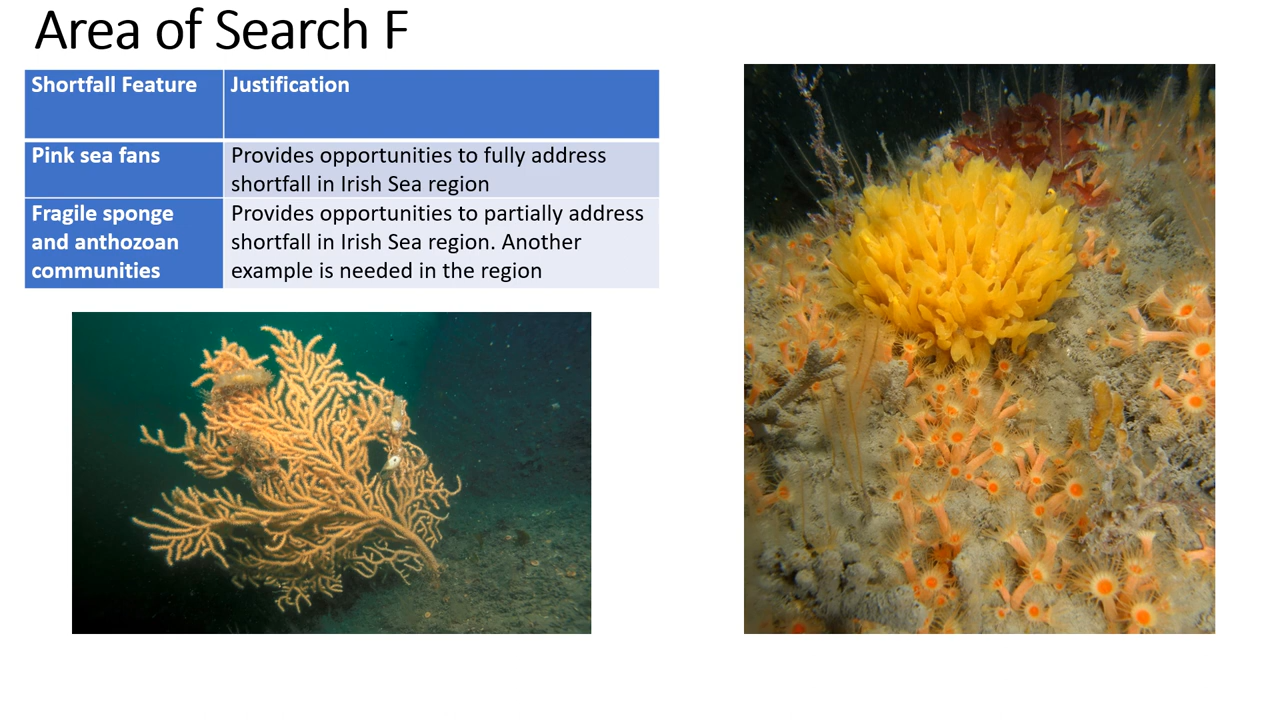 Area of Search F
Shortfall Feature
Justification
Pink sea fans
Provides opportunities to fully address
shortfall in Irish Sea region
Fragile sponge
and anthozoan
communities
Provides opportunities to partially address
shortfall in Irish Sea region. Another
example is needed in the region